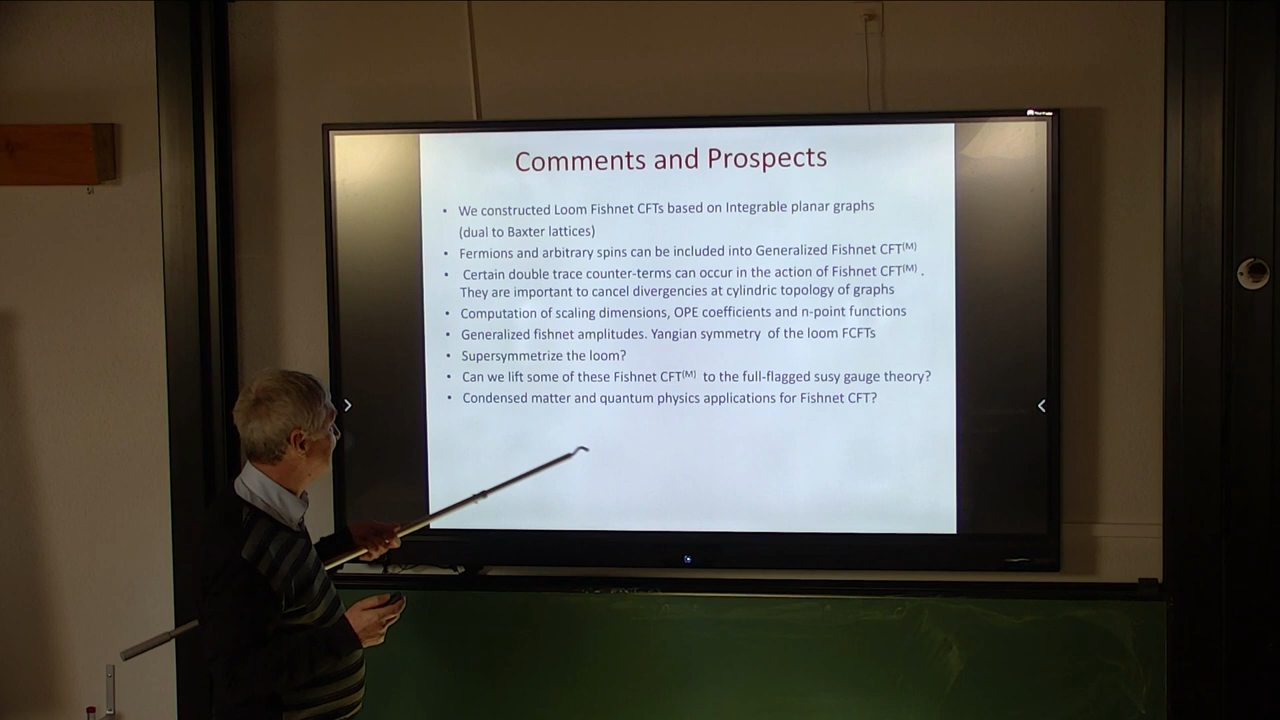 Comments and Prospects
• We constructed Loom Fishnet CFTs based on Integrable planar graphs
(dual to Baxter lattices)
• Fermions and arbitrary spins can be included into Generalized Fishnet CFT(M)
• Certain double trace counter-terms can occur in the action of Fishnet CFT(M) .
They are important to cancel divergencies at cylindric topology of graphs
• Computation of scaling dimensions, OPE coefficients and n-point functions
• Generalized fishnet amplitudes. Yangian symmetry of the loom FCFTs
• Supersymmetrize the loom?
• Can we lift some of these Fishnet CFT(M) to the full-flagged susy gauge theory?
• Condensed matter and quantum physics applications for Fishnet CFT?